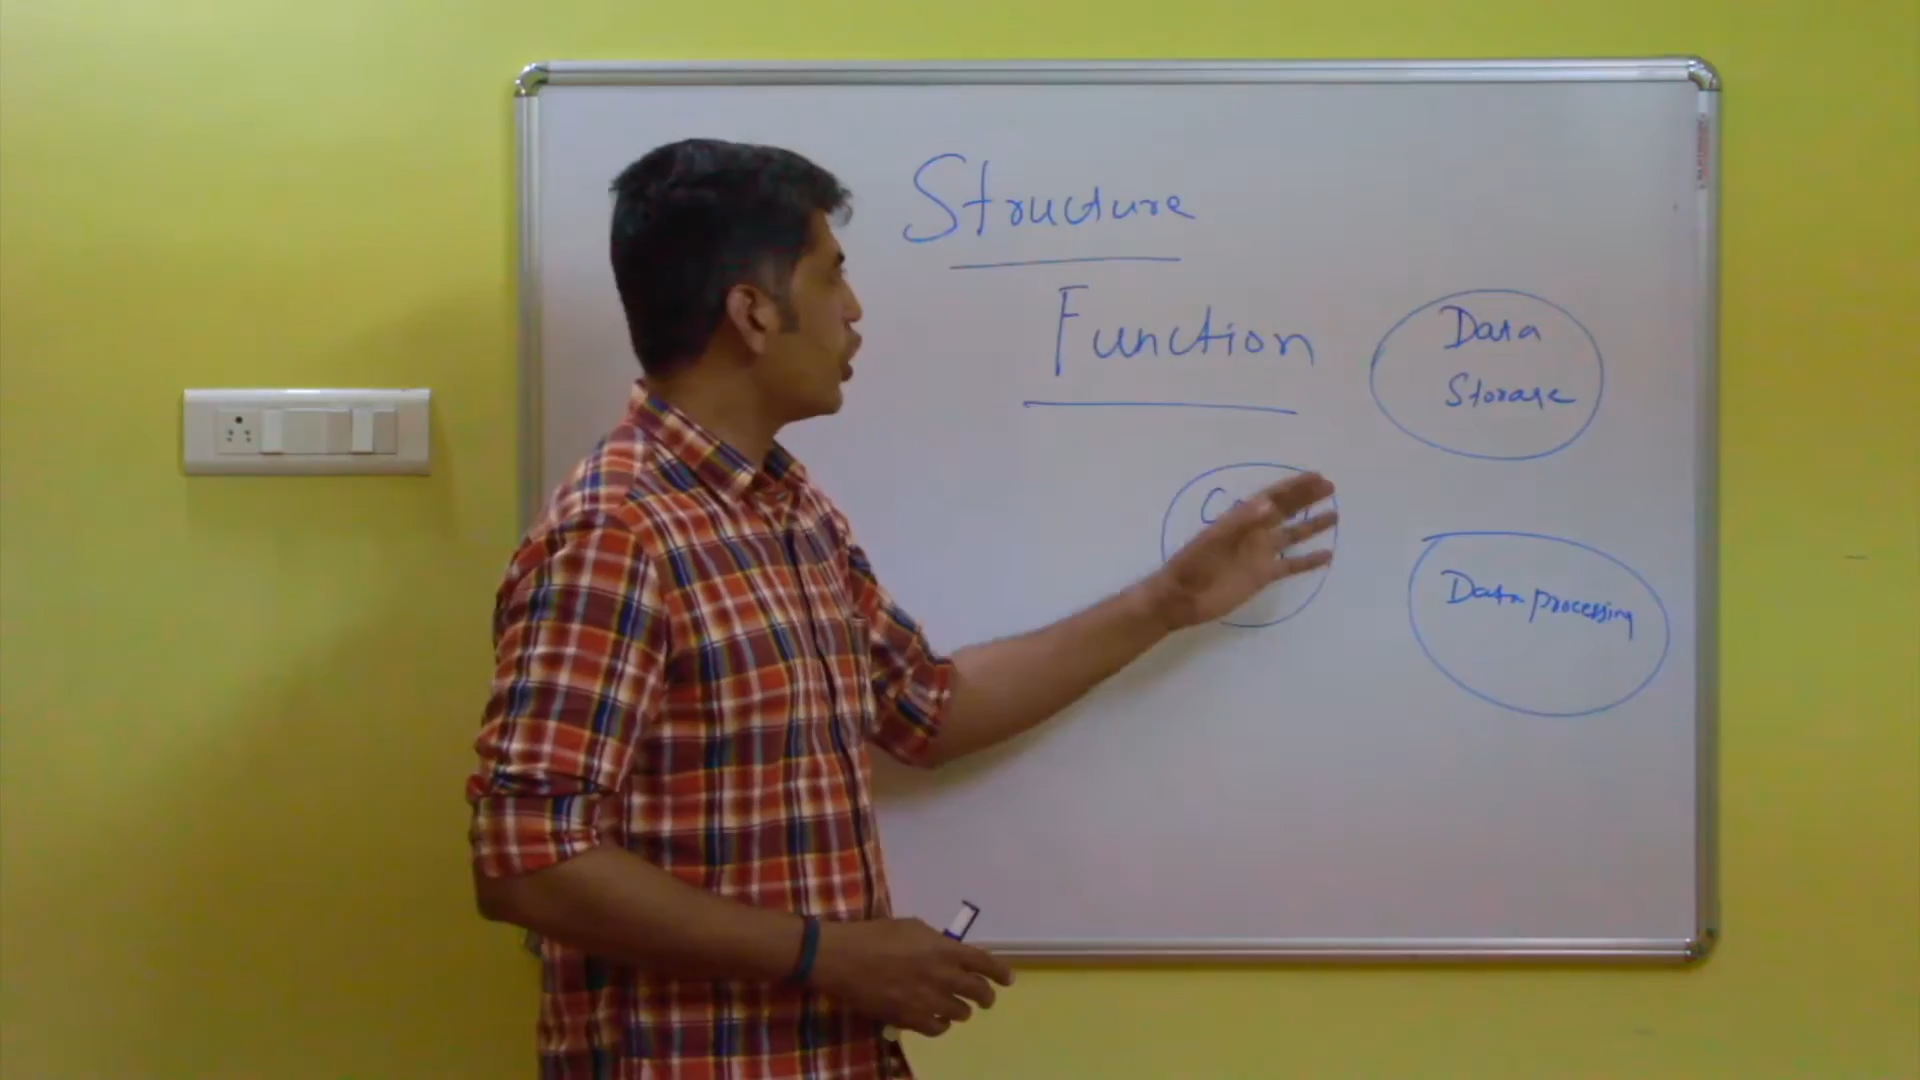 Structure
Function
Data
Storage
Data processing